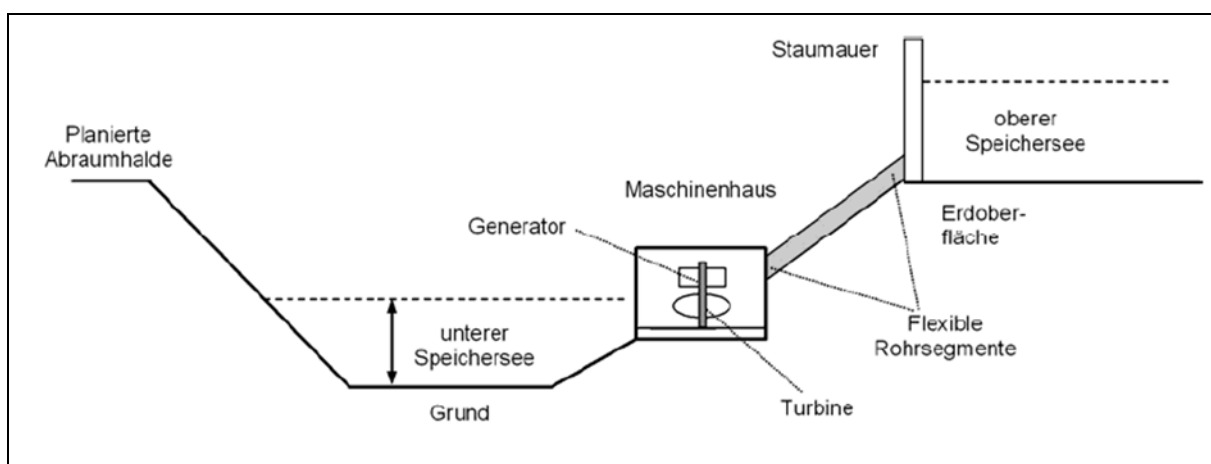 Staumauer
oberer
Speichersee
Planierte
Abraumhalde
Maschinenhaus
Generator
Erdober-
fläche
unterer
Speichersee
Flexible
Rohrsegmente
Grund
Turbine